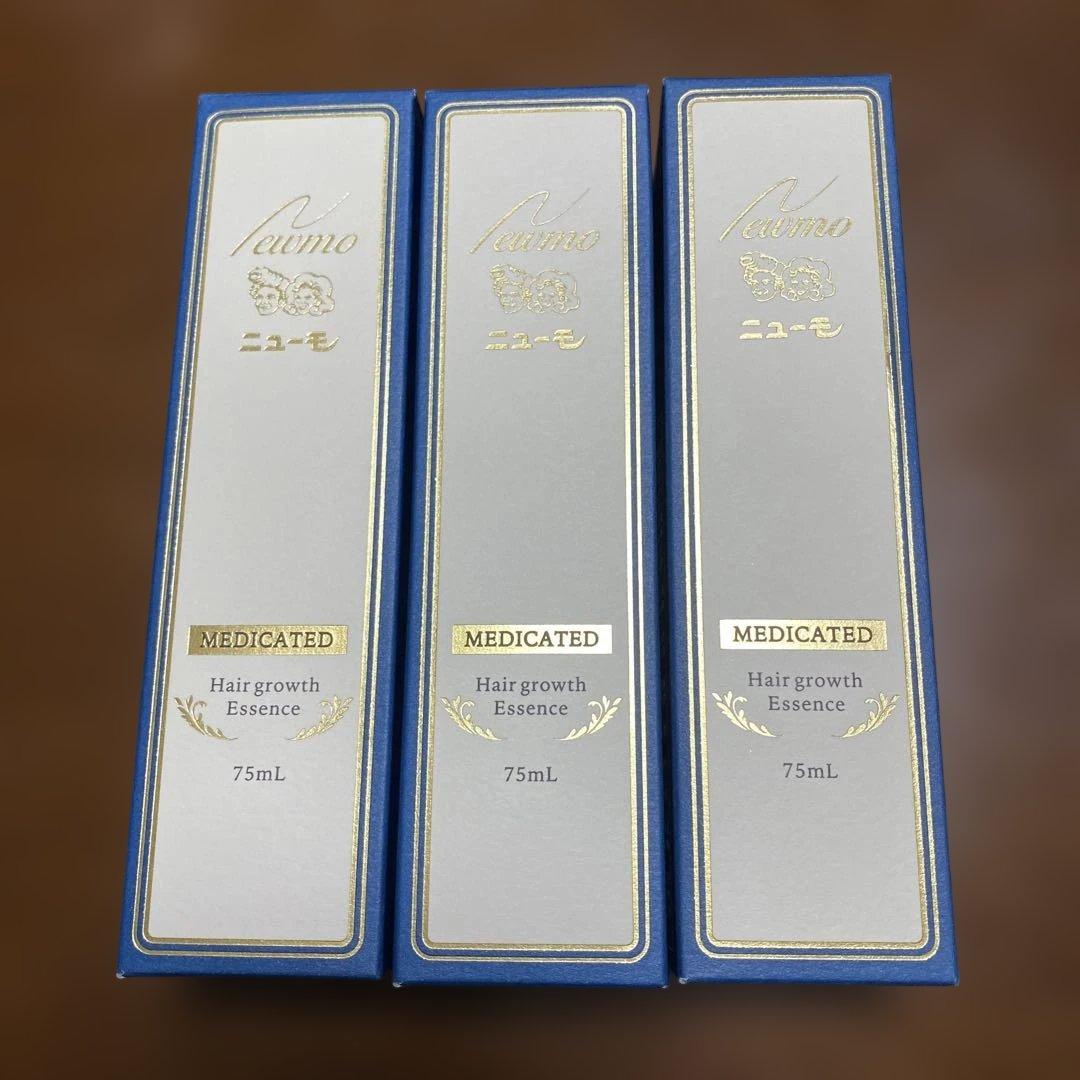 Newmo
ニューモ
MEDICATED
Hair growth
Essence
75mL
Newmo
ニューモ
MEDICATED
Hair growth
Essence
75mL
Newmo
ニューモ
MEDICATED
Hair growth
Essence
75mL